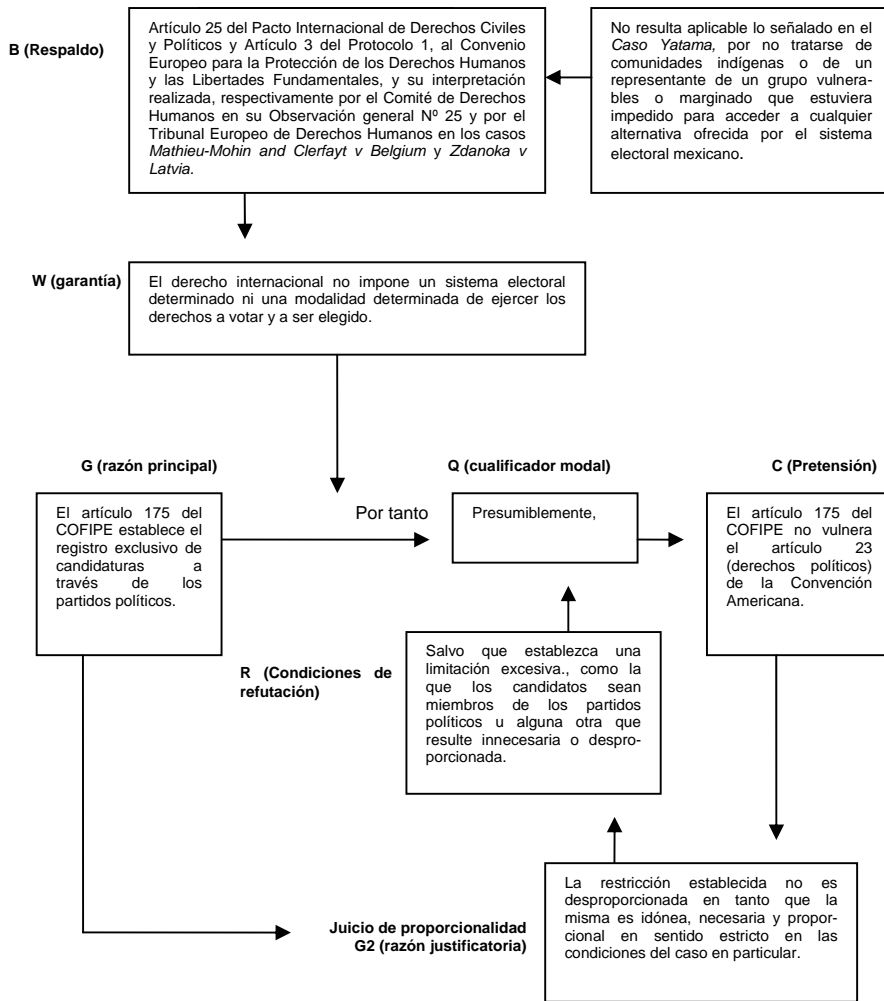 B (Respaldo)
Artículo 25 del Pacto Internacional de Derechos Civiles
y Políticos y Artículo 3 del Protocolo 1, al Convenio
Europeo para la Protección de los Derechos Humanos
y las Libertades Fundamentales, y su interpretación
realizada, respectivamente por el Comité de Derechos
Humanos en su Observación general Nº 25 y por el
Tribunal Europeo de Derechos Humanos en los casos
Mathieu-Mohin and Clerfayt v Belgium y Zdanoka v
Latvia.
No resulta aplicable lo señalado en el
Caso Yatama, por no tratarse de
comunidades indígenas o de un
representante de un grupo vulnera-
bles o marginado que estuviera
impedido para acceder a cualquier
alternativa ofrecida por el sistema
electoral mexicano.
W (garantía)
El derecho internacional no impone un sistema electoral
determinado ni una modalidad determinada de ejercer los
derechos a votar y a ser elegido.
G (razón principal)
El artículo 175 del
COFIPE establece el
registro exclusivo de
candidaturas a
través de los
partidos políticos.
Por tanto
Q (cualificador modal)
Presumiblemente,
C (Pretensión)
El artículo 175 del
COFIPE no vulnera
el artículo 23
(derechos políticos)
de la Convención
Americana.
R (Condiciones de
refutación)
Salvo que establezca una
limitación excesiva., como la
que los candidatos sean
miembros de los partidos
políticos u alguna otra que
resulte innecesaria o despro-
porcionada.
Juicio de proporcionalidad
G2 (razón justificatoria)
La restricción establecida no es
desproporcionada en tanto que la
misma es idónea, necesaria y propor-
cional en sentido estricto en las
condiciones del caso en particular.